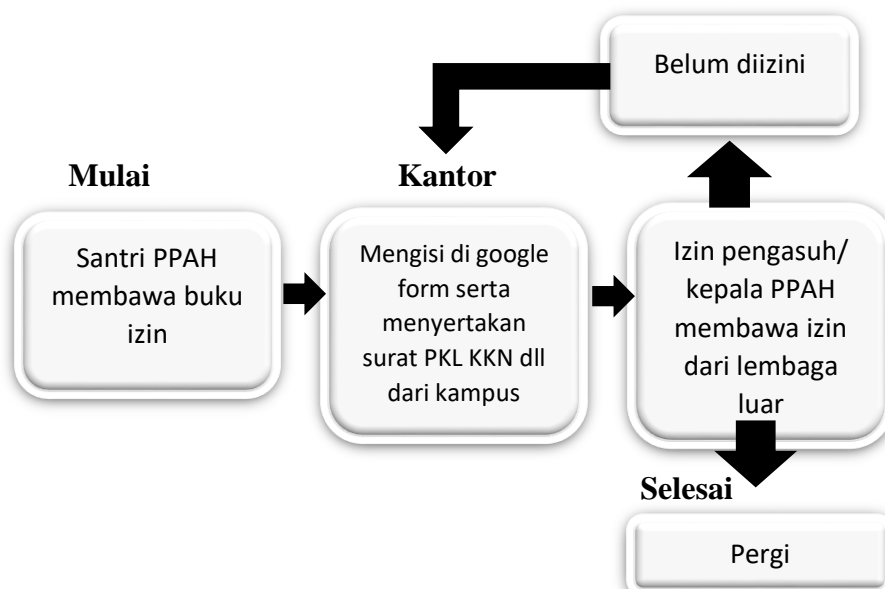 Belum diizini
Mulai
Kantor
Santri PPAH
membawa buku
izin
Mengisi di google
form serta
menyertakan
surat PKL KKN dll
dari kampus
Izin pengasuh/
kepala PPAH
membawa izin
dari lembaga
luar
Selesai
Pergi